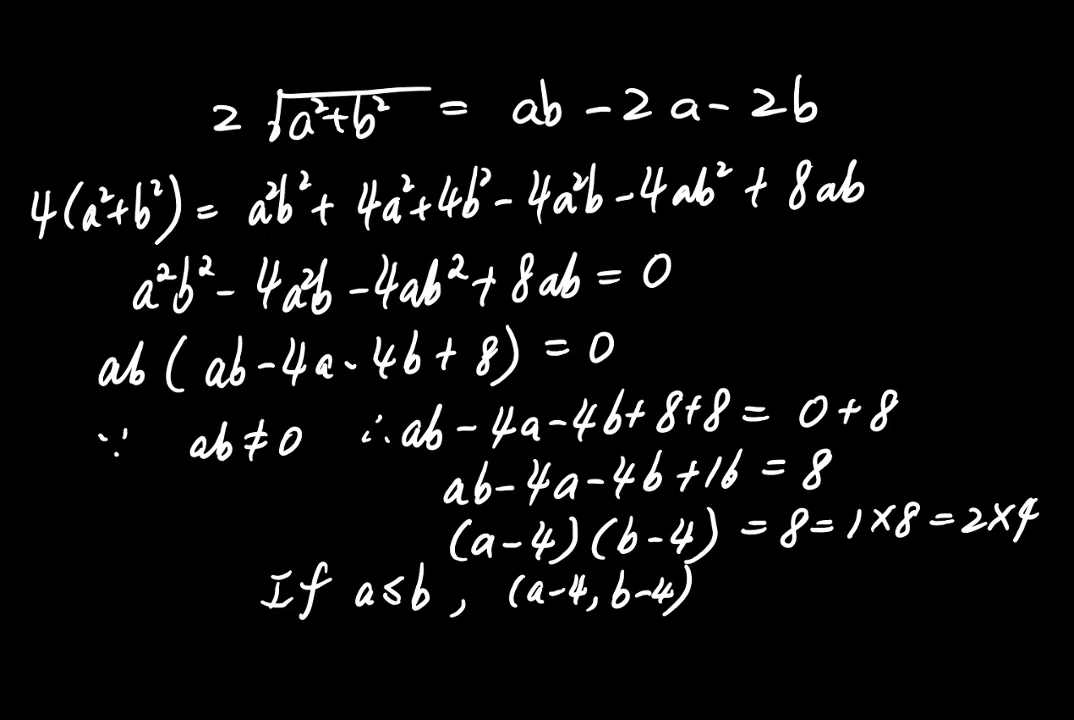 2 √(a²+b²) = ab - 2a - 2b
4(a²+b²) = a²b² + 4a² + 4b² - 4a²b - 4ab² + 8ab
a²b² - 4a²b - 4ab² + 8ab = 0
ab ( ab - 4a - 4b + 8 ) = 0
∵ ab ≠ 0 ∴ ab - 4a - 4b + 8 + 8 = 0 + 8
ab - 4a - 4b + 16 = 8
(a-4)(b-4) = 8 = 1×8 = 2×4
If a≤b, (a-4, b-4)